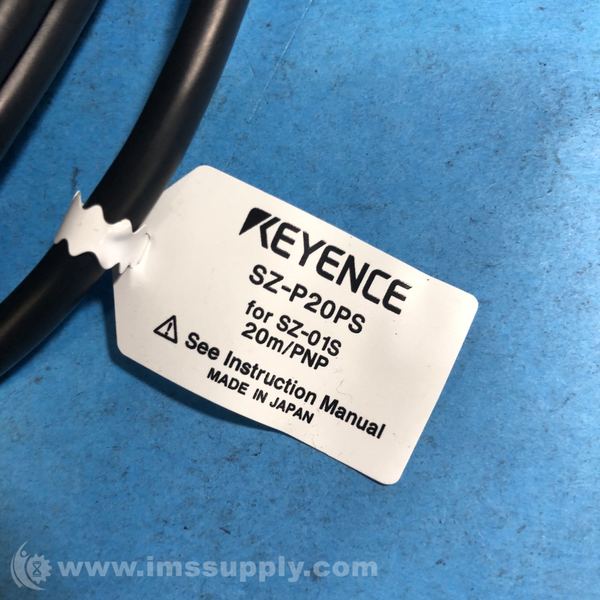 KEYENCE
SZ-P20PS
for SZ-01S
20m/PNP
See Instruction Manual
MADE IN JAPAN
www.imssupply.com